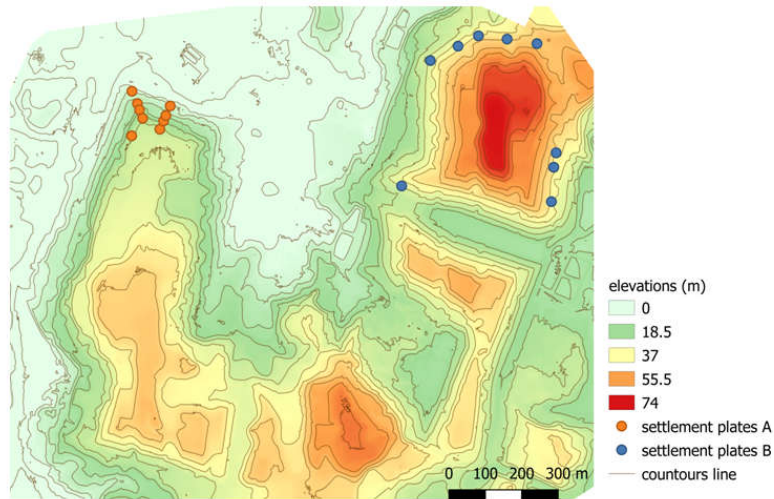 elevations (m)
0
18.5
37
55.5
74
settlement plates A
settlement plates B
countours line
0 100 200 300 m